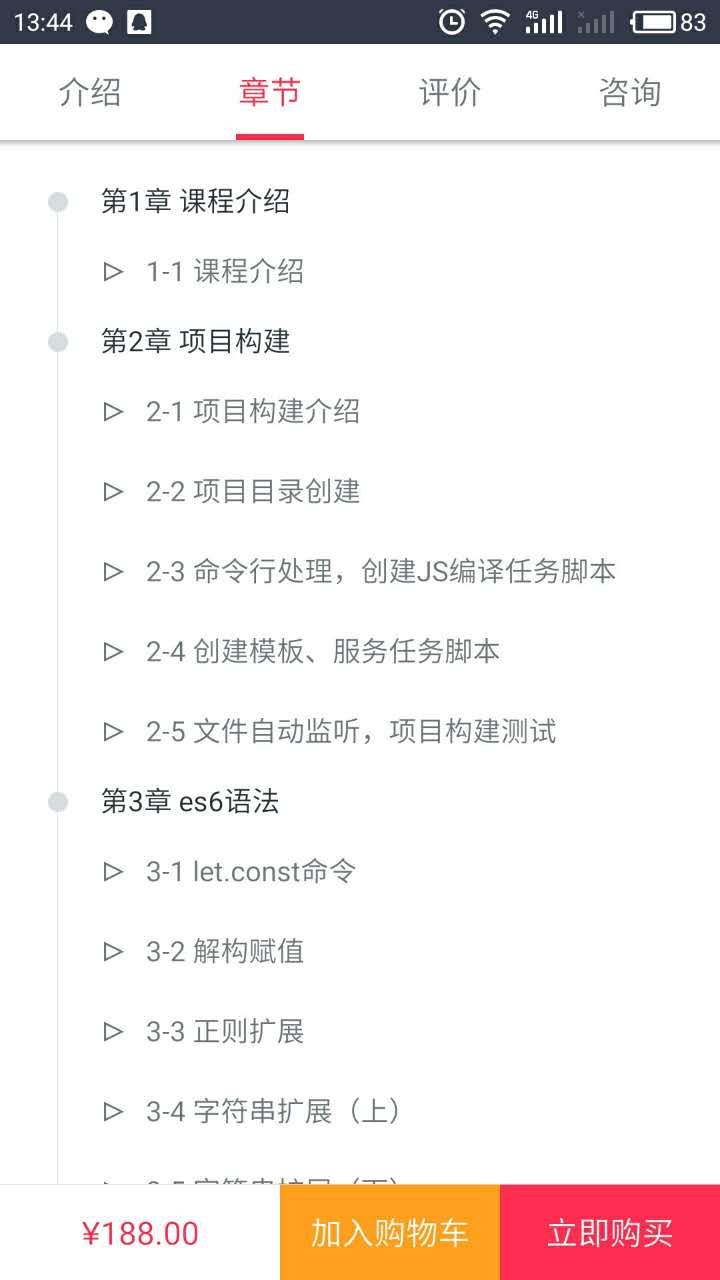 13:44 4G 83
介绍 章节 评价 咨询
第1章 课程介绍
1-1 课程介绍
第2章 项目构建
2-1 项目构建介绍
2-2 项目目录创建
2-3 命令行处理，创建JS编译任务脚本
2-4 创建模板、服务任务脚本
2-5 文件自动监听，项目构建测试
第3章 es6语法
3-1 let.const命令
3-2 解构赋值
3-3 正则扩展
3-4 字符串扩展（上）
¥188.00 加入购物车 立即购买